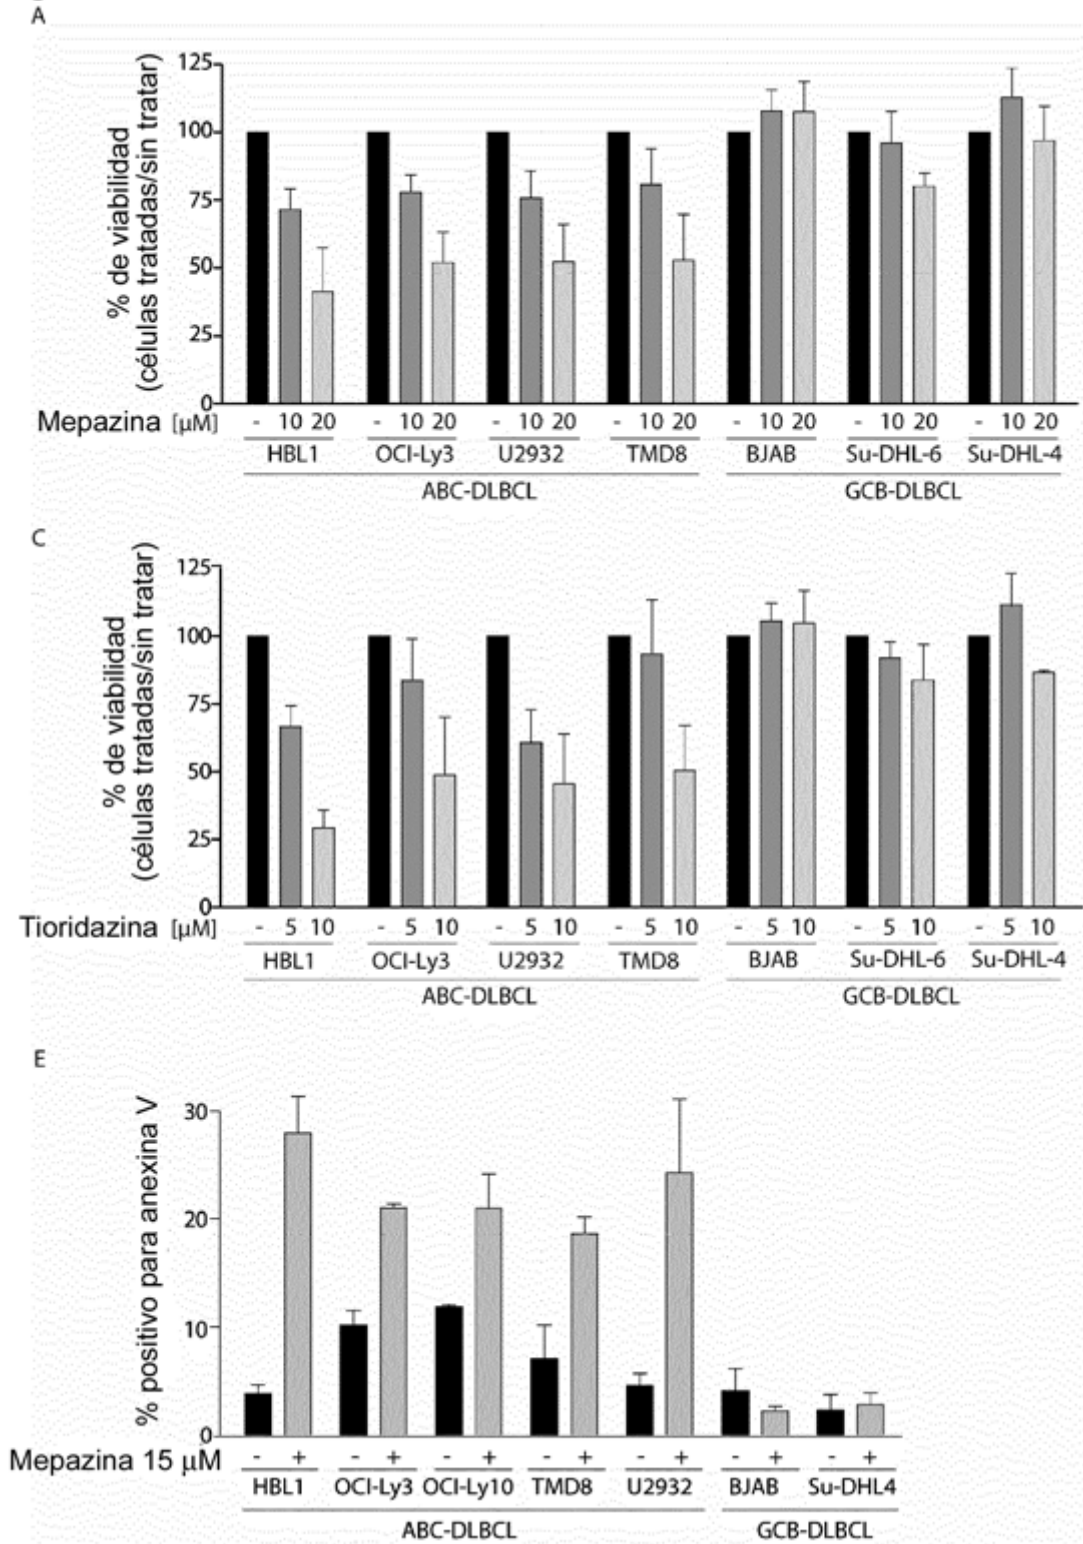 A
% de viabilidad
(células tratadas/sin tratar)
125
100
75
50
25
0
Mepazina [µM] - 10 20 - 10 20 - 10 20 - 10 20 - 10 20 - 10 20 - 10 20
HBL1 OCI-Ly3 U2932 TMD8 BJAB Su-DHL-6 Su-DHL-4
ABC-DLBCL GCB-DLBCL
C
% de viabilidad
(células tratadas/sin tratar)
125
100
75
50
25
0
Tioridazina [µM] - 5 10 - 5 10 - 5 10 - 5 10 - 5 10 - 5 10 - 5 10
HBL1 OCI-Ly3 U2932 TMD8 BJAB Su-DHL-6 Su-DHL-4
ABC-DLBCL GCB-DLBCL
E
% positivo para anexina V
30
20
10
0
Mepazina 15 µM - + - + - + - + - + - + - +
HBL1 OCI-Ly3 OCI-Ly10 TMD8 U2932 BJAB Su-DHL4
ABC-DLBCL GCB-DLBCL